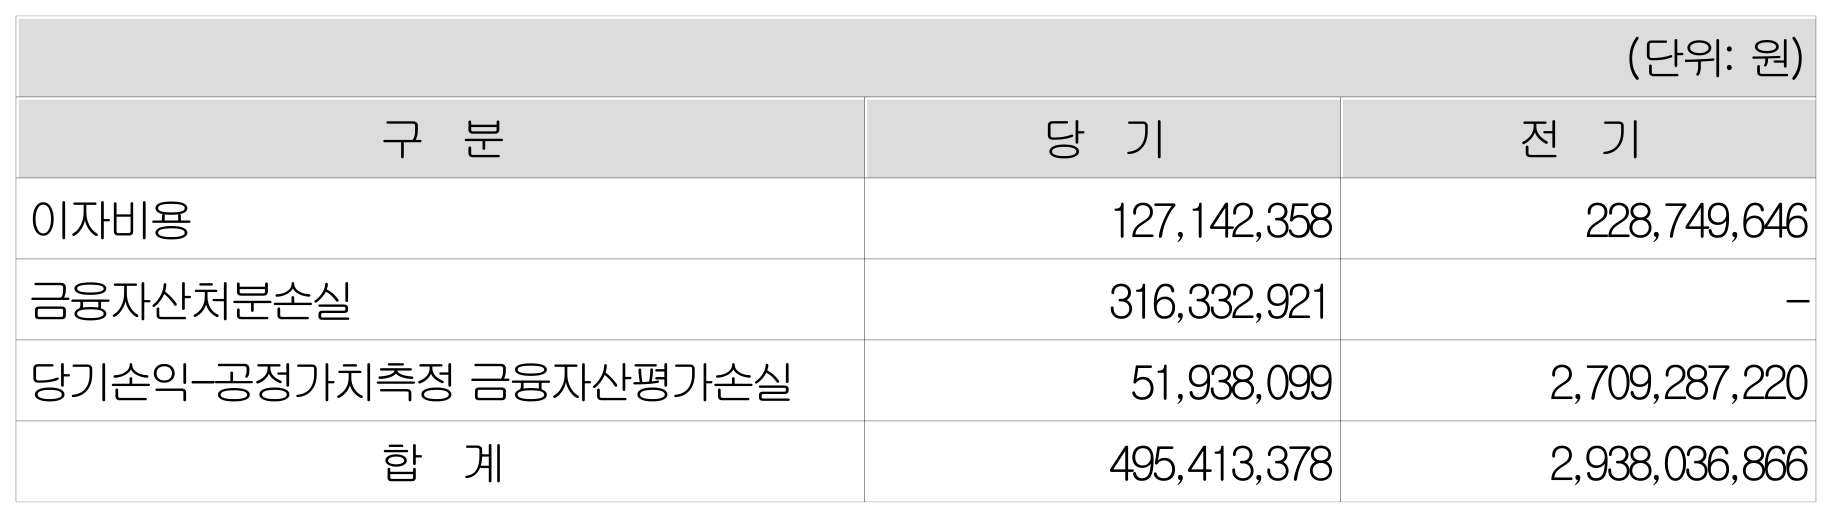 (단위: 원)
구 분 당 기 전 기
이자비용 127,142,358 228,749,646
금융자산처분손실 316,332,921 -
당기손익-공정가치측정 금융자산평가손실 51,938,099 2,709,287,220
합 계 495,413,378 2,938,036,866